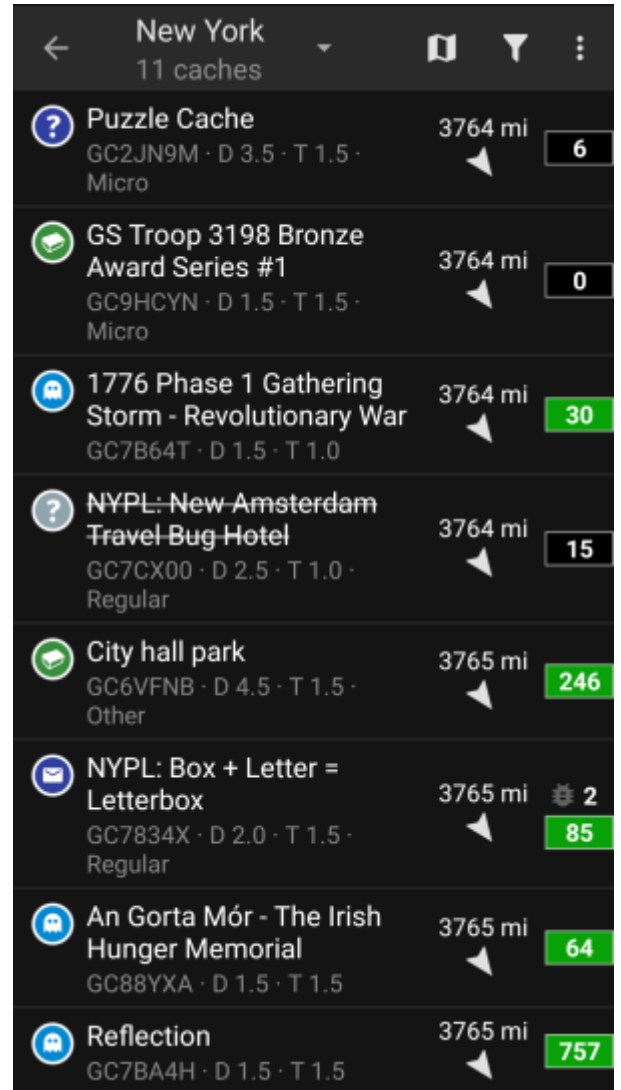 New York
11 caches
Puzzle Cache
GC2JN9M · D 3.5 · T 1.5 ·
Micro
3764 mi
6
GS Troop 3198 Bronze
Award Series #1
GC9HCYN · D 1.5 · T 1.5 ·
Micro
3764 mi
0
1776 Phase 1 Gathering
Storm - Revolutionary War
GC7B64T · D 1.5 · T 1.0
3764 mi
30
NYPL: New Amsterdam
Travel Bug Hotel
GC7CX00 · D 2.5 · T 1.0 ·
Regular
3764 mi
15
City hall park
GC6VFNB · D 4.5 · T 1.5 ·
Other
3765 mi
246
NYPL: Box + Letter =
Letterbox
GC7834X · D 2.0 · T 1.5 ·
Regular
3765 mi
2
85
An Gorta Mór - The Irish
Hunger Memorial
GC88YXA · D 1.5 · T 1.5
3765 mi
64
Reflection
GC7BA4H · D 1.5 · T 1.5
3765 mi
757